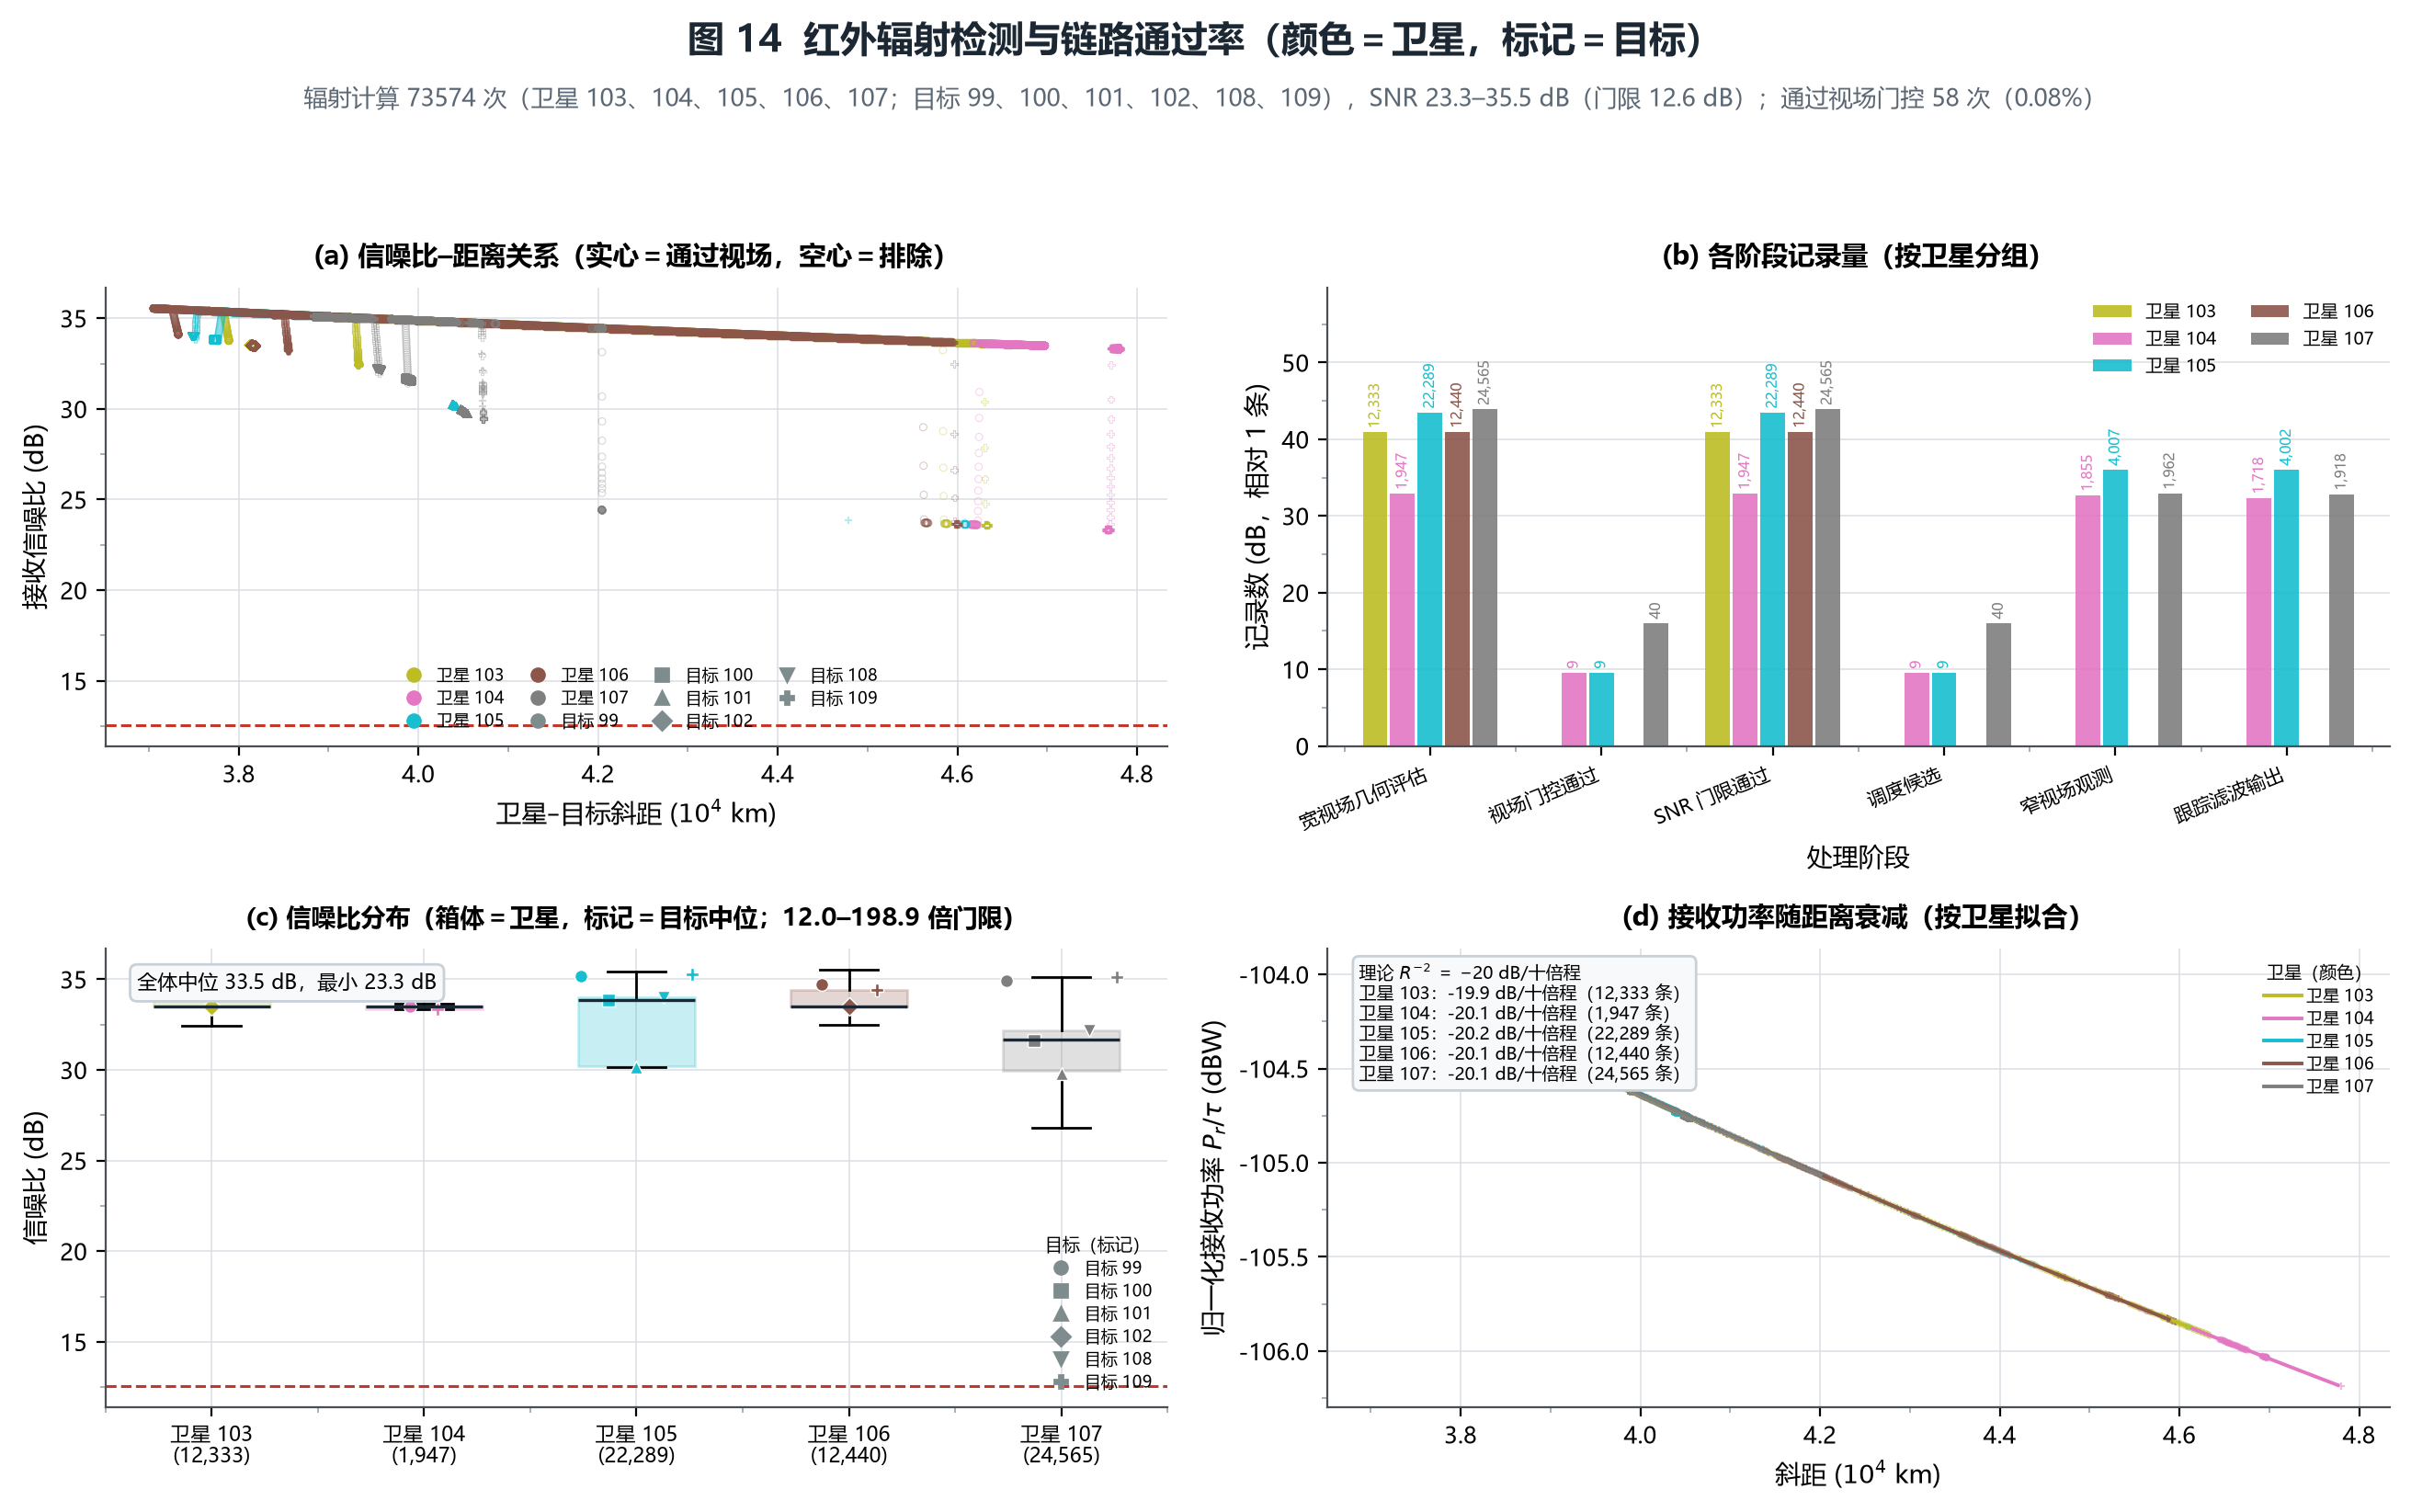 图 14 红外辐射检测与链路通过率（颜色＝卫星，标记＝目标）
辐射计算 73574 次（卫星 103、104、105、106、107；目标 99、100、101、102、108、109），SNR 23.3–35.5 dB（门限 12.6 dB）；通过视场门控 58 次（0.08%）
(a) 信噪比–距离关系（实心＝通过视场，空心＝排除）
接收信噪比 (dB)
35
30
25
20
15
卫星 103
卫星 104
卫星 105
卫星 106
卫星 107
目标 99
目标 100
目标 101
目标 102
目标 108
目标 109
3.8 4.0 4.2 4.4 4.6 4.8
卫星–目标斜距 (10⁴ km)
(b) 各阶段记录量（按卫星分组）
记录数 (dB，相对 1 条)
50
40
30
20
10
0
卫星 103
卫星 104
卫星 105
卫星 106
卫星 107
12,333 1,947 22,289 12,440 24,565
9 9 40
12,333 1,947 22,289 12,440 24,565
9 9 40
1,855 4,007 1,962
1,718 4,002 1,918
宽视场几何评估
视场门控通过
SNR 门限通过
调度候选
窄视场观测
跟踪滤波输出
处理阶段
(c) 信噪比分布（箱体＝卫星，标记＝目标中位；12.0–198.9 倍门限）
全体中位 33.5 dB，最小 23.3 dB
信噪比 (dB)
35
30
25
20
15
目标（标记）
目标 99
目标 100
目标 101
目标 102
目标 108
目标 109
卫星 103
(12,333)
卫星 104
(1,947)
卫星 105
(22,289)
卫星 106
(12,440)
卫星 107
(24,565)
(d) 接收功率随距离衰减（按卫星拟合）
归一化接收功率 Pᵣ/τ (dBW)
-104.0
-104.5
-105.0
-105.5
-106.0
理论 R⁻² = −20 dB/十倍程
卫星 103：-19.9 dB/十倍程（12,333 条）
卫星 104：-20.1 dB/十倍程（1,947 条）
卫星 105：-20.2 dB/十倍程（22,289 条）
卫星 106：-20.1 dB/十倍程（12,440 条）
卫星 107：-20.1 dB/十倍程（24,565 条）
卫星（颜色）
卫星 103
卫星 104
卫星 105
卫星 106
卫星 107
3.8 4.0 4.2 4.4 4.6 4.8
斜距 (10⁴ km)